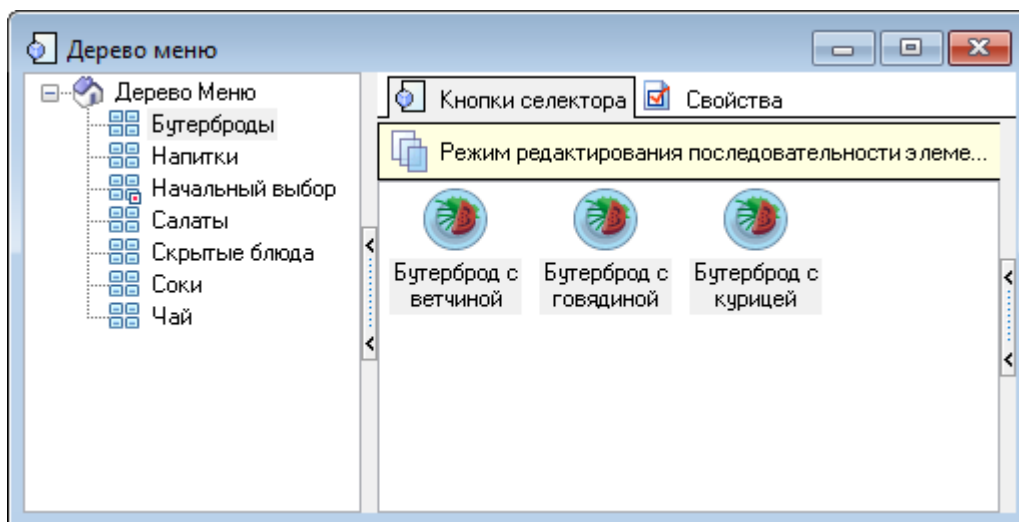 Дерево меню
Дерево Меню
Бутерброды
Напитки
Начальный выбор
Салаты
Скрытые блюда
Соки
Чай
Кнопки селектора
Свойства
Режим редактирования последовательности элеме...
Бутерброд с
ветчиной
Бутерброд с
говядиной
Бутерброд с
курицей